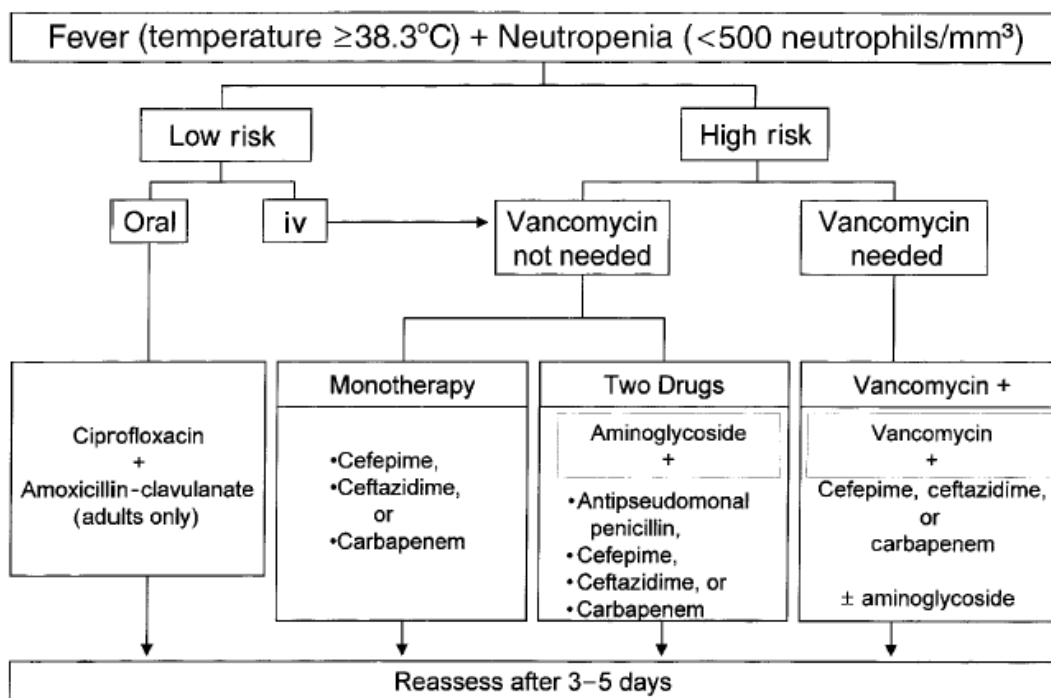 Fever (temperature ≥38.3°C) + Neutropenia (<500 neutrophils/mm³)
Low risk
High risk
Oral
iv
Vancomycin
not needed
Vancomycin
needed
Ciprofloxacin
+
Amoxicillin-clavulanate
(adults only)
Monotherapy
•Cefepime,
•Ceftazidime,
or
•Carbapenem
Two Drugs
Aminoglycoside
+
•Antipseudomonal
penicillin,
•Cefepime,
•Ceftazidime, or
•Carbapenem
Vancomycin +
Vancomycin
+
Cefepime, ceftazidime,
or
carbapenem
± aminoglycoside
Reassess after 3–5 days